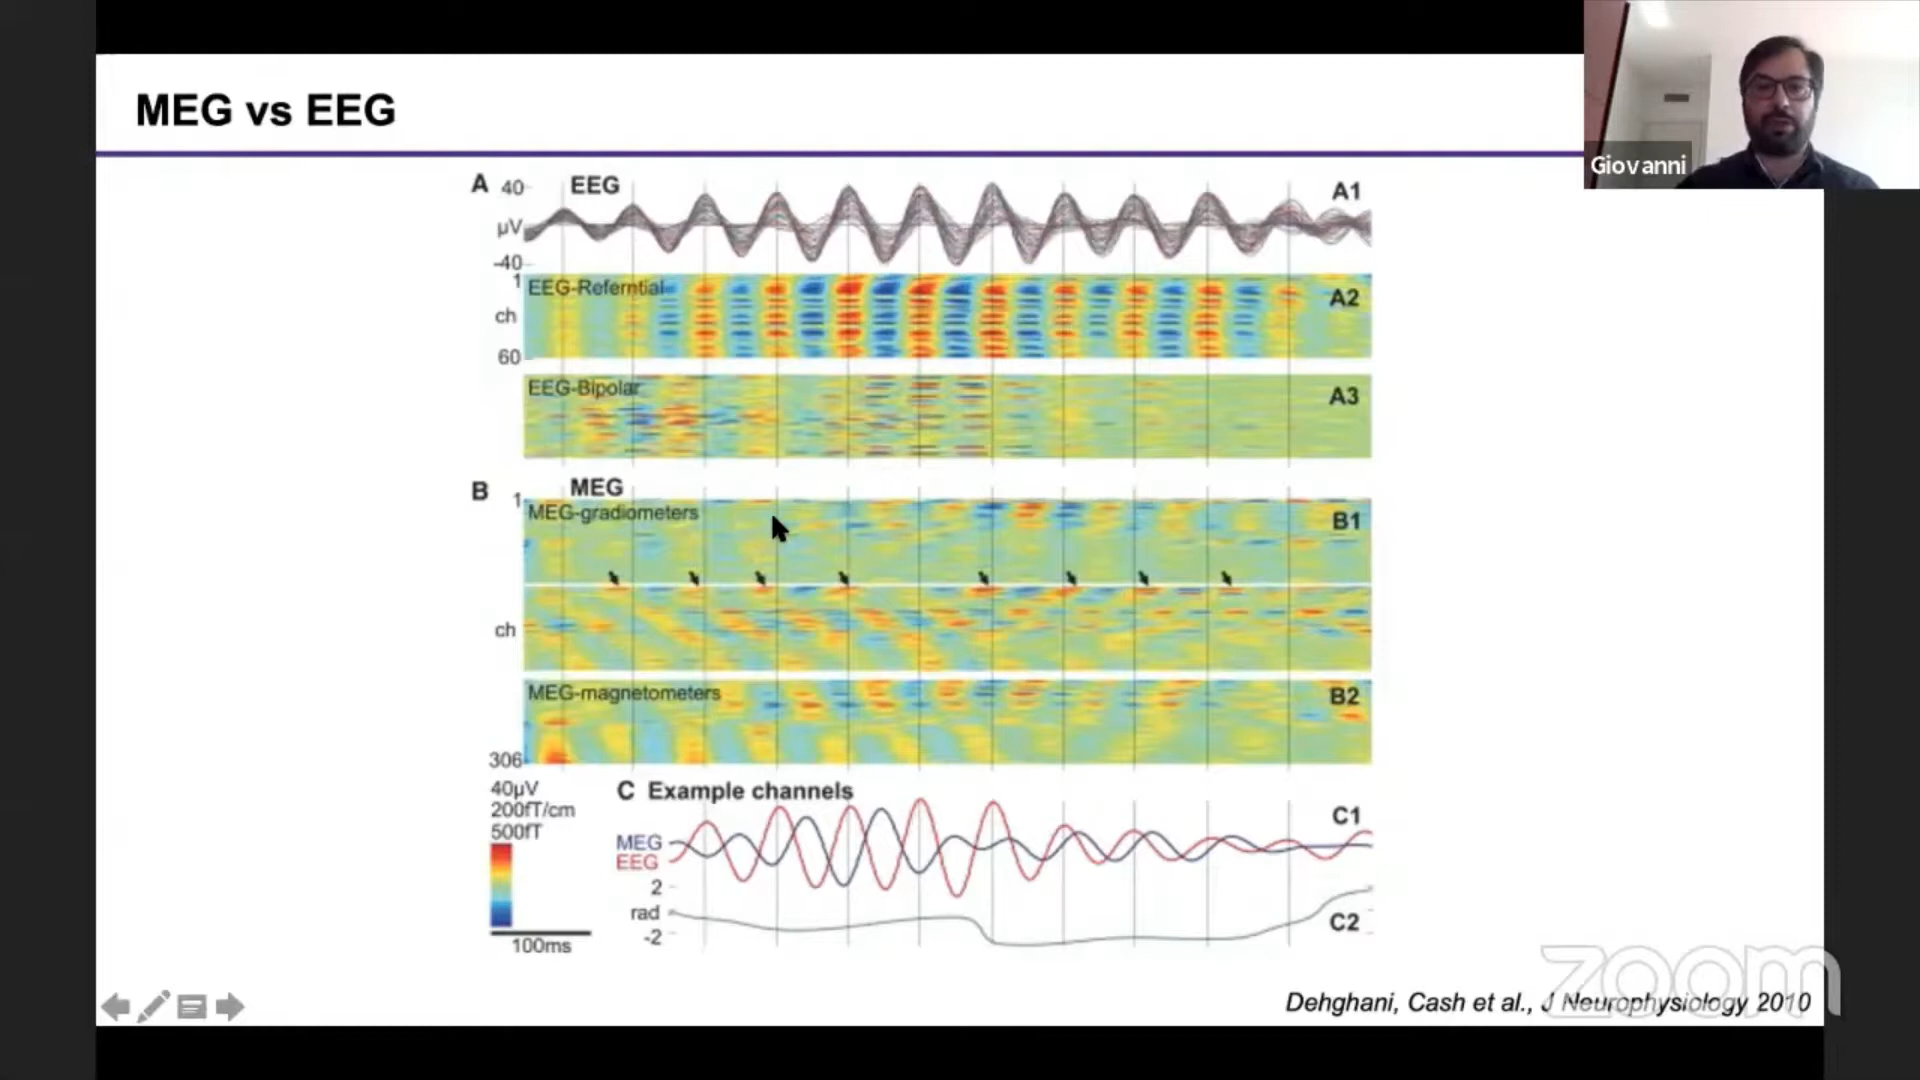 MEG vs EEG
Giovanni
A
40
EEG
A1
µV
-40
1
EEG-Referntial
A2
ch
60
EEG-Bipolar
A3
B
MEG
1
MEG-gradiometers
B1
ch
MEG-magnetometers
B2
306
40µV
200fT/cm
500fT
100ms
C Example channels
C1
MEG
EEG
2
rad
-2
C2
zoom
Dehghani, Cash et al., J Neurophysiology 2010